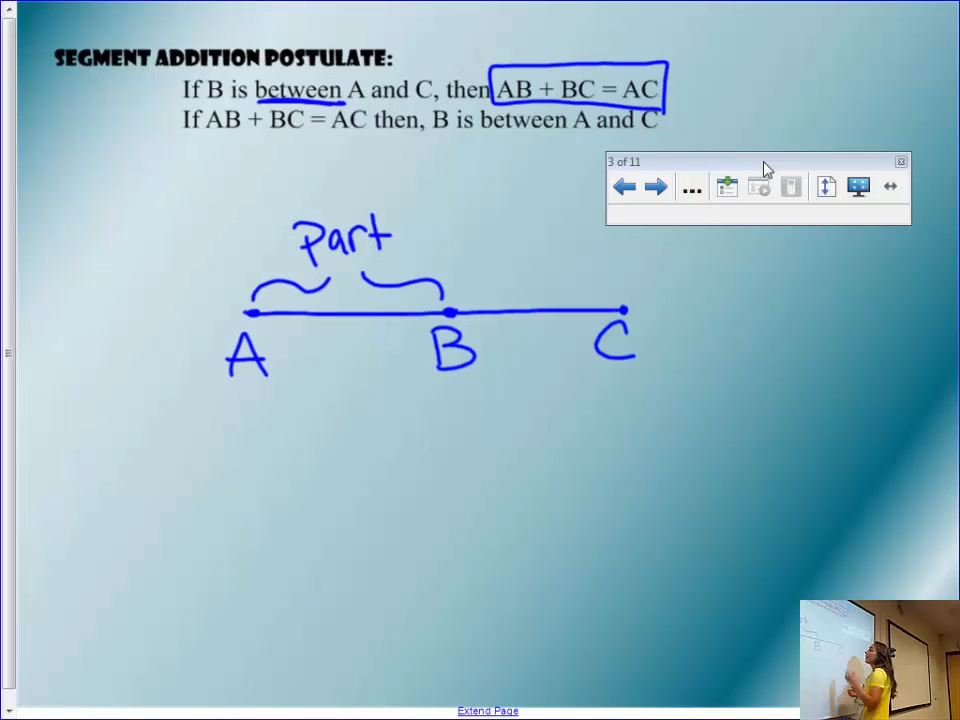 SEGMENT ADDITION POSTULATE:
If B is between A and C, then AB + BC = AC
If AB + BC = AC then, B is between A and C
3 of 11
...
Part
A B C
Extend Page